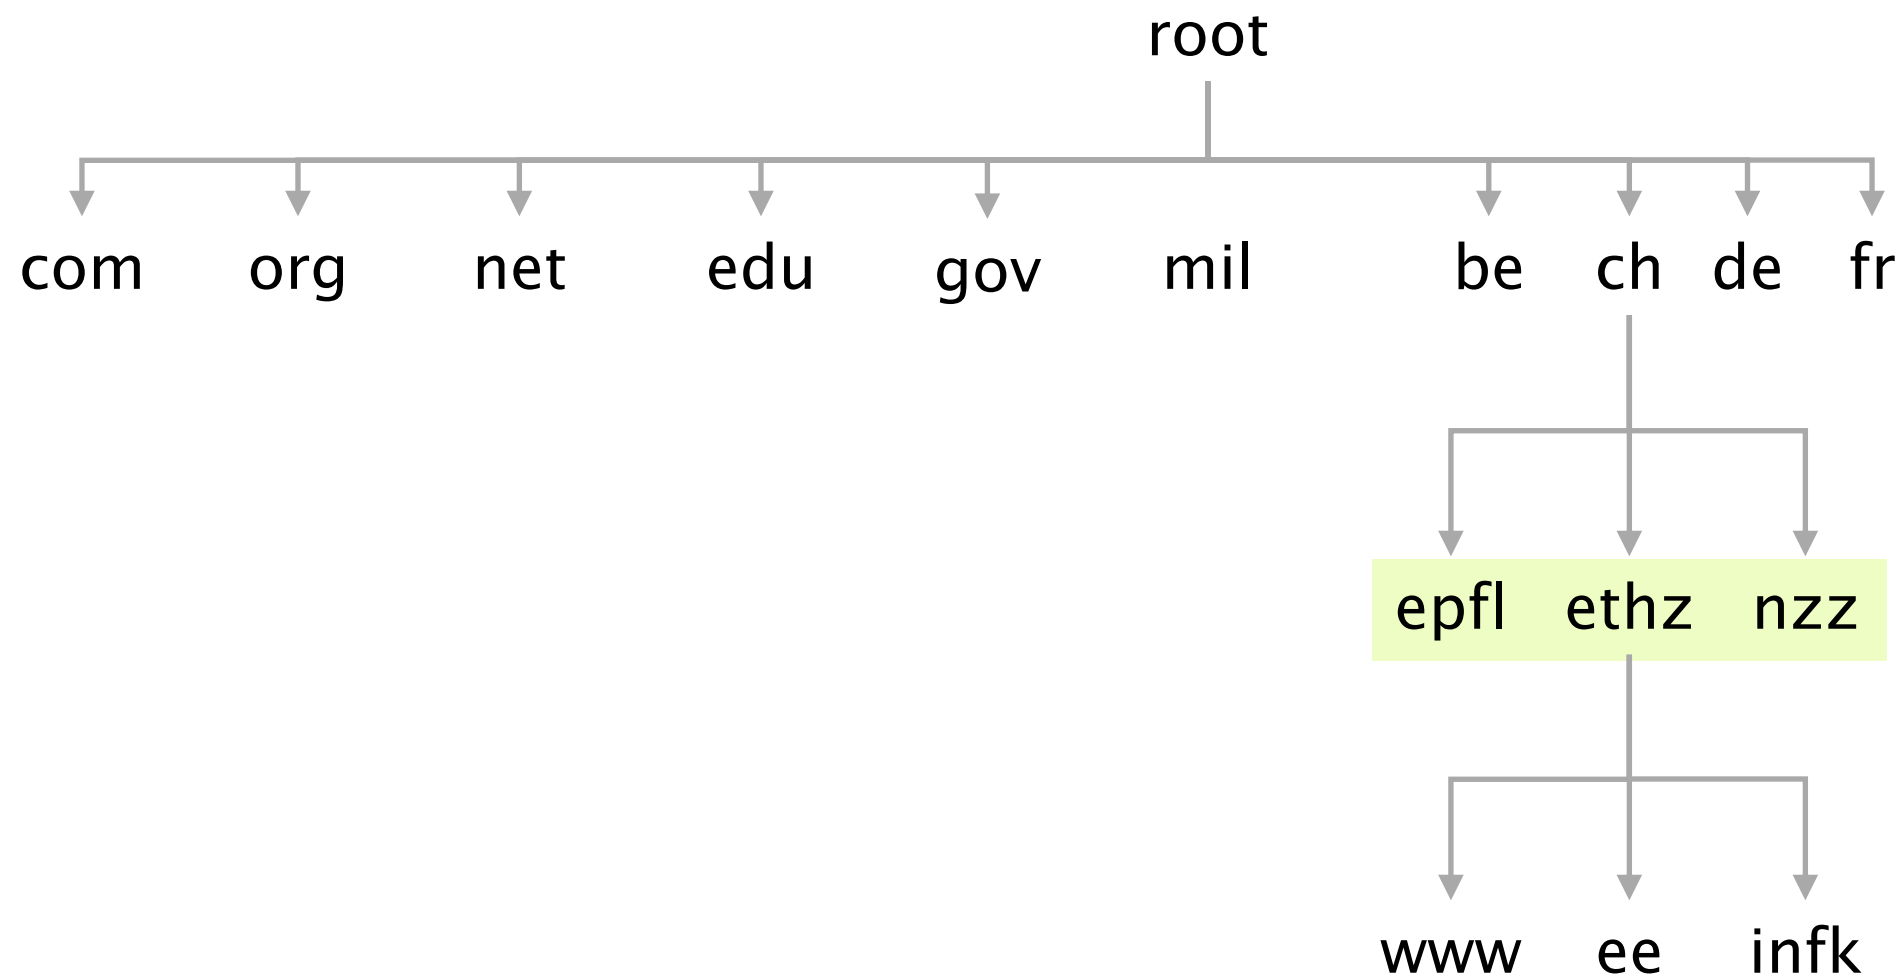 root
com org net edu gov mil be ch de fr
epfl ethz nzz
www ee infk